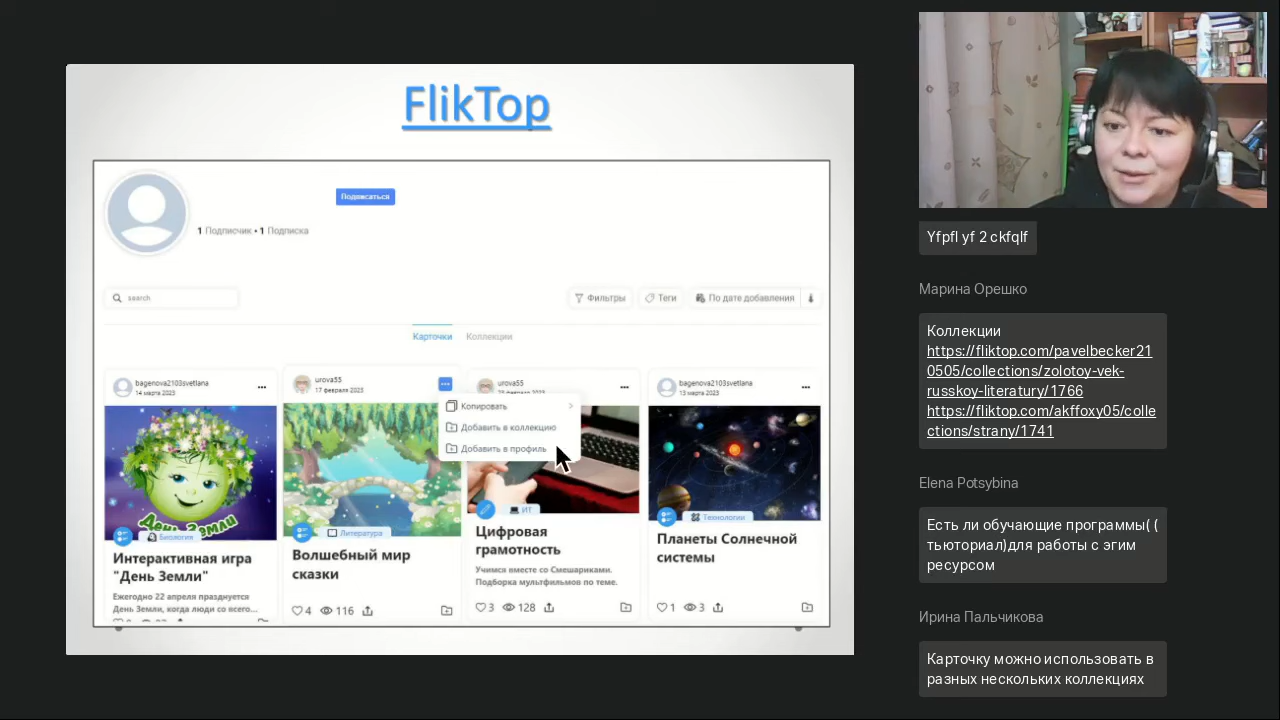 FlikTop
Подписаться
1 Подписчик • 1 Подписка
search
Фильтры
Теги
По дате добавления
Карточки
Коллекции
bagenova2103svetlana
14 марта 2023
День Земли
Биология
Интерактивная игра
"День Земли"
Ежегодно 22 апреля празднуется
День Земли, когда люди со всего...
urova55
17 февраля 2023
Копировать
Добавить в коллекцию
Добавить в профиль
Литература
Волшебный мир
сказки
4
116
urova55
2023
ИТ
Цифровая
грамотность
Учимся вместе со Смешариками.
Подборка мультфильмов по теме.
3
128
bagenova2103svetlana
13 марта 2023
Технологии
Планеты Солнечной
системы
1
3
Yfpfl yf 2 ckfqlf
Марина Орешко
Коллекции
https://fliktop.com/pavelbecker21
0505/collections/zolotoy-vek-
russkoy-literatury/1766
https://fliktop.com/akffoxy05/colle
ctions/strany/1741
Elena Potsybina
Есть ли обучающие программы( (
тьюториал)для работы с эгим
ресурсом
Ирина Пальчикова
Карточку можно использовать в
разных нескольких коллекциях